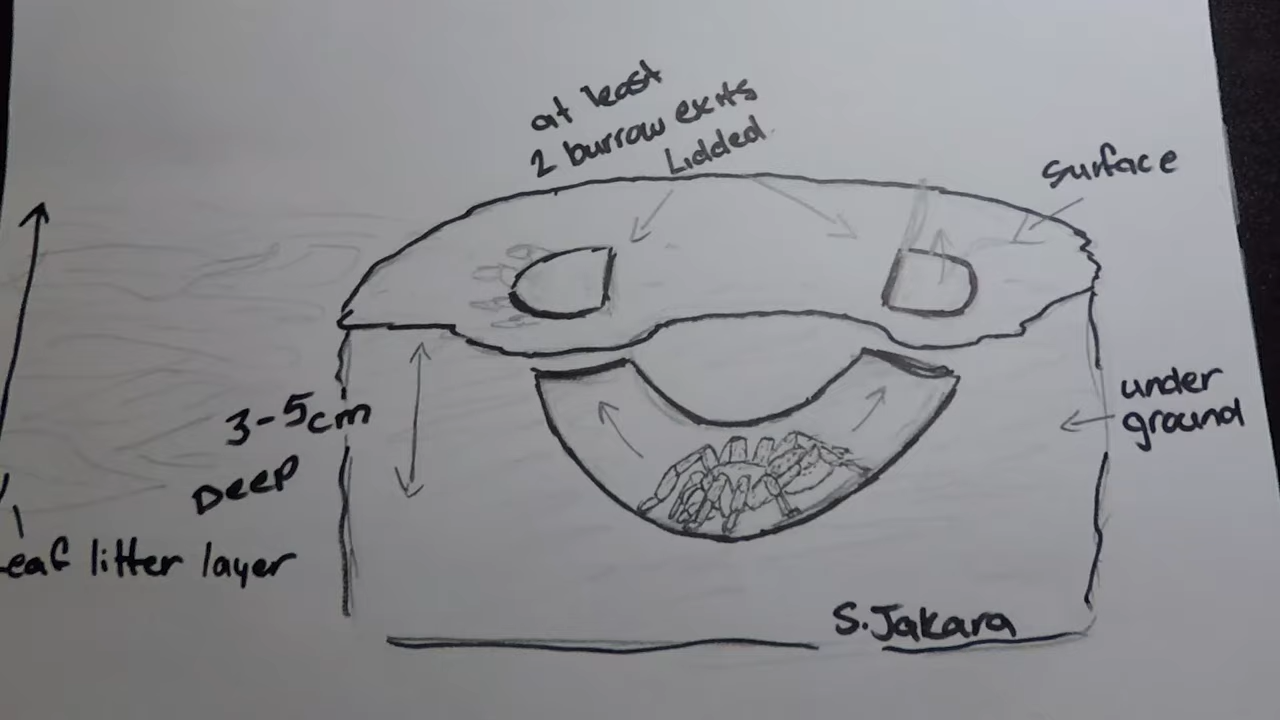 at least
2 burrow exits
Lidded
Surface
3-5cm
Deep
under
ground
eaf litter layer
S. Jakara